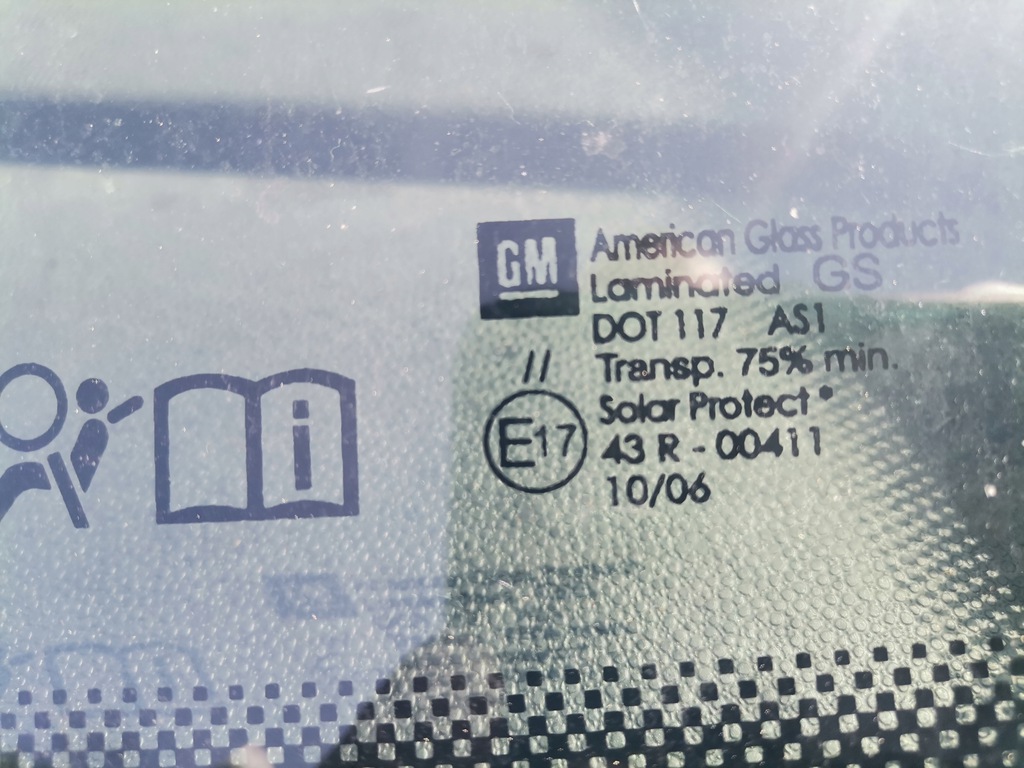 GM
American Glass Products
Laminated GS
DOT 117 AS1
//
Transp. 75% min.
Solar Protect *
E17 43 R - 00411
10/06
i